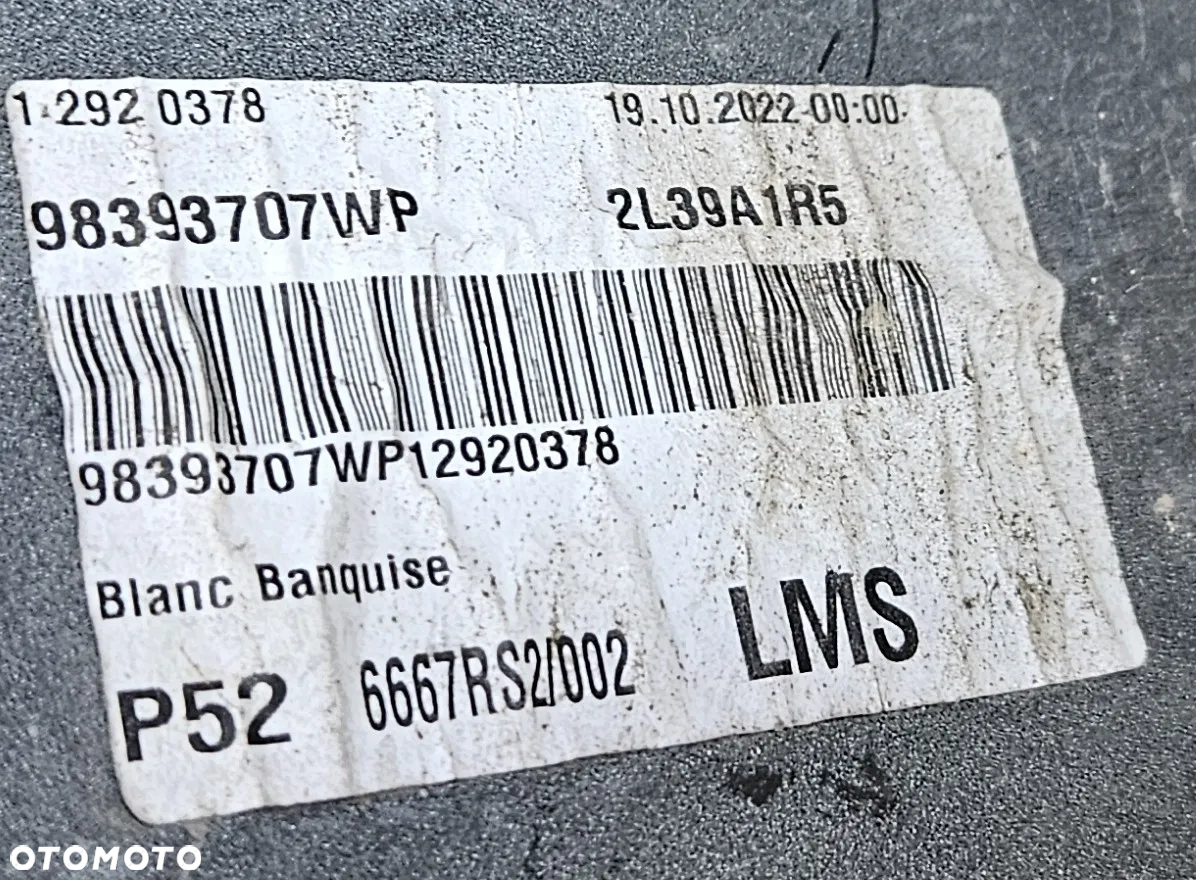 1 292 0378 19.10.2022 00:00
98393707WP 2L39A1R5
98393707WP12920378
Blanc Banquise
P52 6667RS2/002 LMS
OTOMOTO